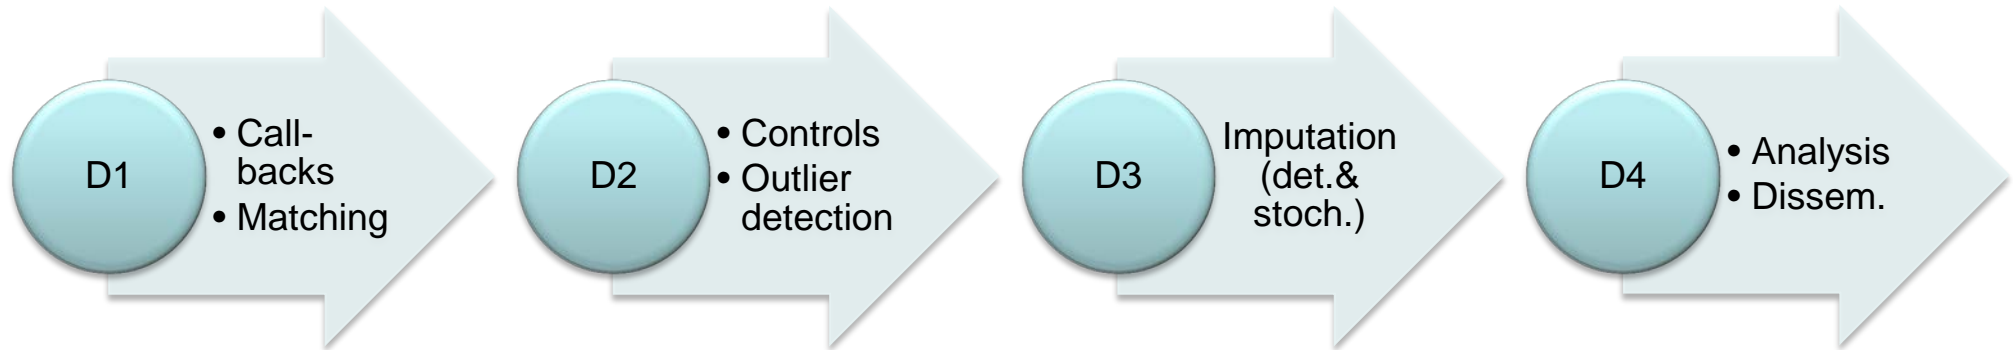 D1
• Call-
backs
• Matching
D2
• Controls
• Outlier
detection
D3
Imputation
(det.&
stoch.)
D4
• Analysis
• Dissem.